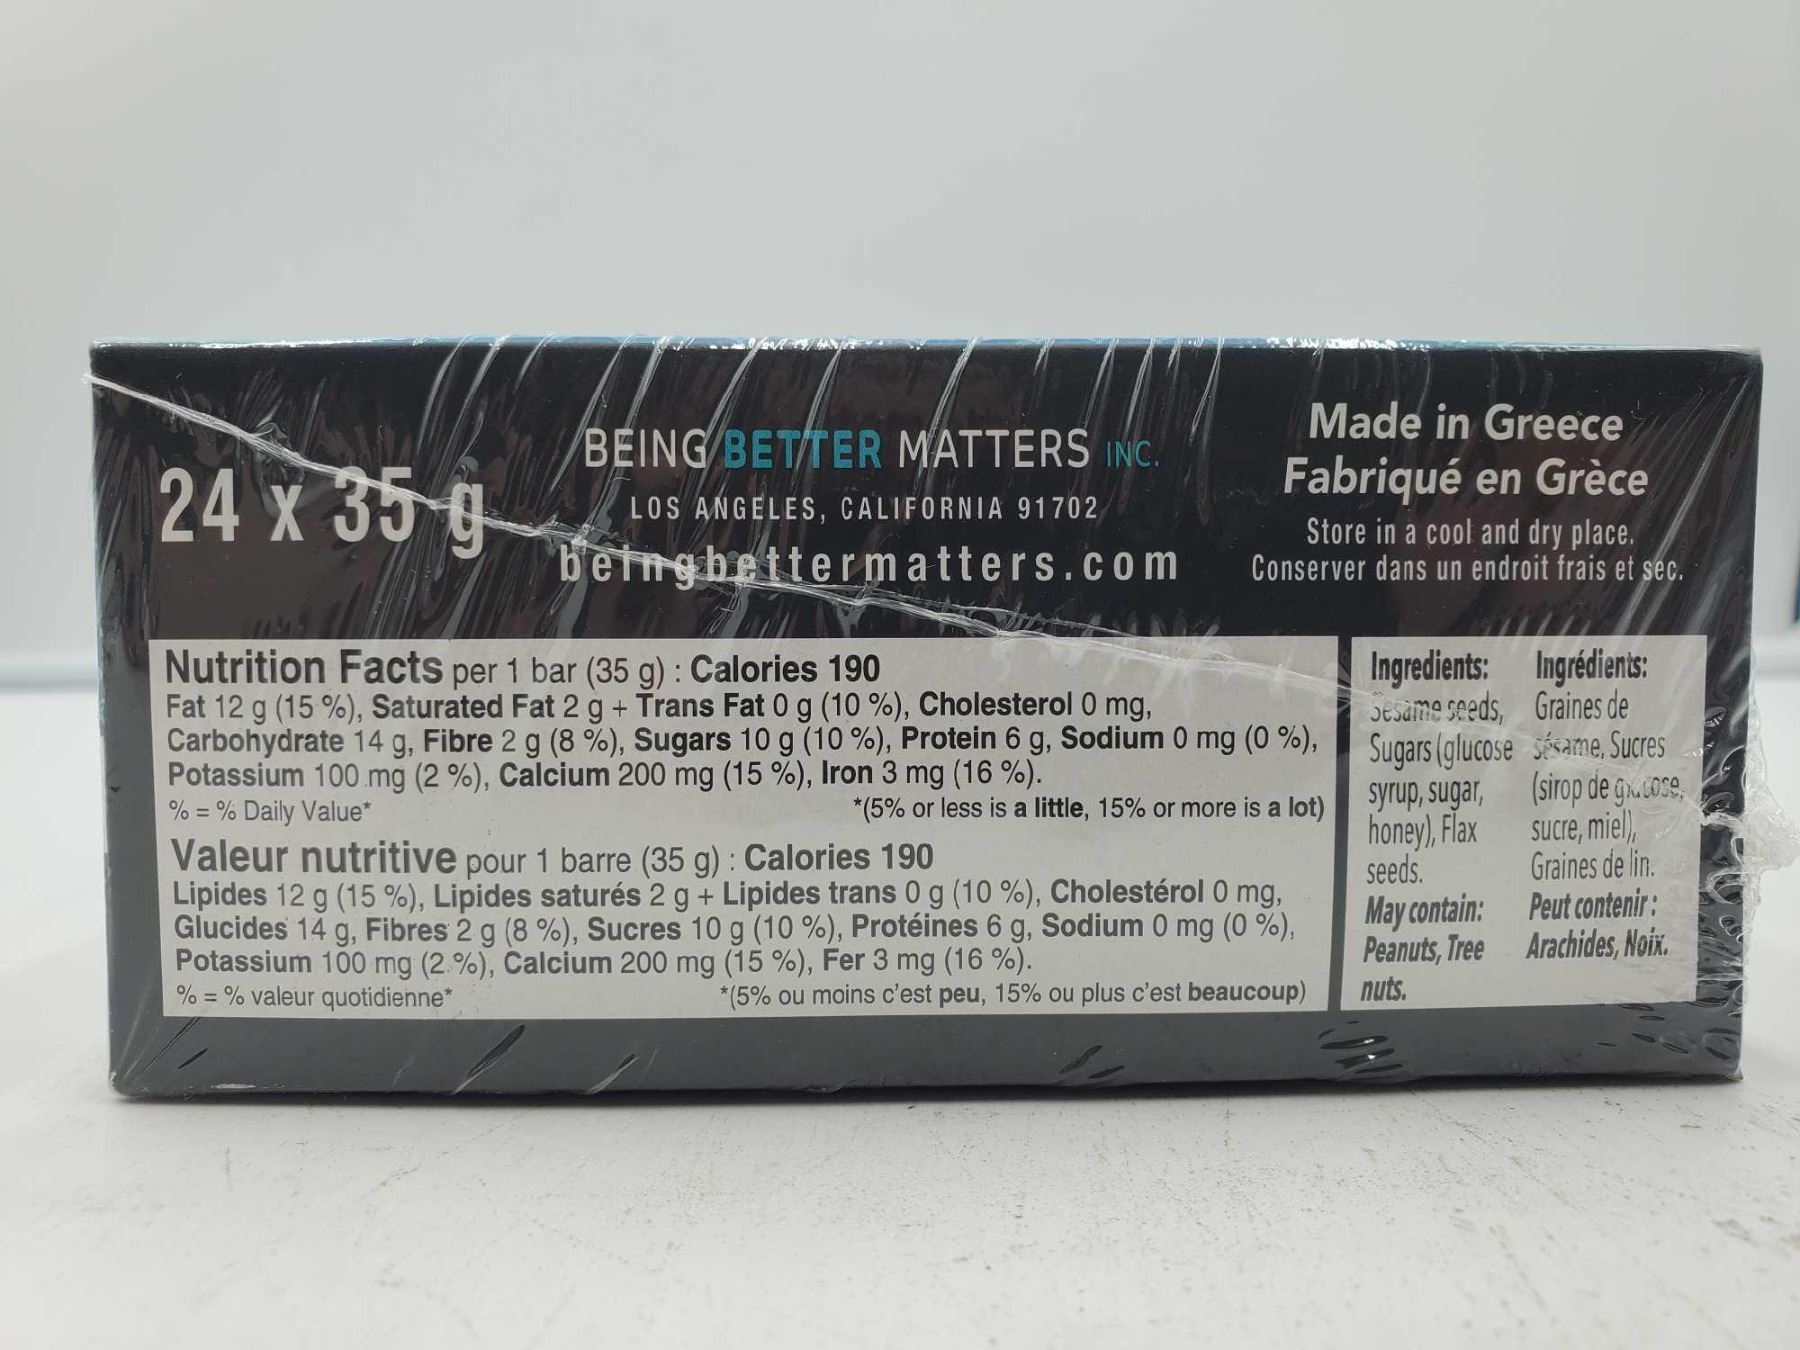 24 x 35 g
BEING BETTER MATTERS INC.
LOS ANGELES, CALIFORNIA 91702
beingbettermatters.com
Made in Greece
Fabriqué en Grèce
Store in a cool and dry place.
Conserver dans un endroit frais et sec.
Nutrition Facts per 1 bar (35 g) : Calories 190
Fat 12 g (15 %), Saturated Fat 2 g + Trans Fat 0 g (10 %), Cholesterol 0 mg,
Carbohydrate 14 g, Fibre 2 g (8 %), Sugars 10 g (10 %), Protein 6 g, Sodium 0 mg (0 %),
Potassium 100 mg (2 %), Calcium 200 mg (15 %), Iron 3 mg (16 %).
% = % Daily Value* *(5% or less is a little, 15% or more is a lot)
Valeur nutritive pour 1 barre (35 g) : Calories 190
Lipides 12 g (15 %), Lipides saturés 2 g + Lipides trans 0 g (10 %), Cholestérol 0 mg,
Glucides 14 g, Fibres 2 g (8 %), Sucres 10 g (10 %), Protéines 6 g, Sodium 0 mg (0 %),
Potassium 100 mg (2 %), Calcium 200 mg (15 %), Fer 3 mg (16 %).
% = % valeur quotidienne* *(5% ou moins c'est peu, 15% ou plus c'est beaucoup)
Ingredients:
Sesame seeds,
Sugars (glucose
syrup, sugar,
honey), Flax
seeds.
May contain:
Peanuts, Tree
nuts.
Ingrédients:
Graines de
sésame, Sucres
(sirop de glucose,
sucre, miel),
Graines de lin.
Peut contenir :
Arachides, Noix.